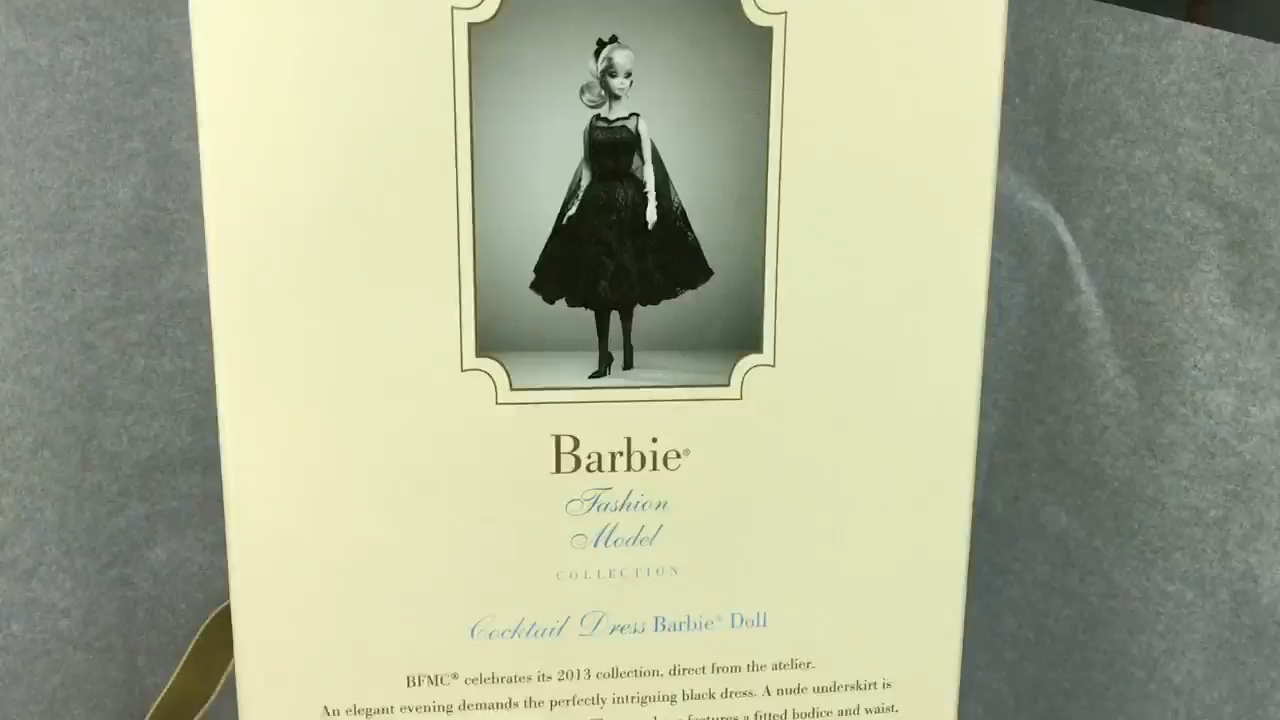 Barbie®
Fashion
Model
COLLECTION
Cocktail Dress Barbie® Doll
BFMC® celebrates its 2013 collection, direct from the atelier.
An elegant evening demands the perfectly intriguing black dress. A nude underskirt is
features a fitted bodice and waist,